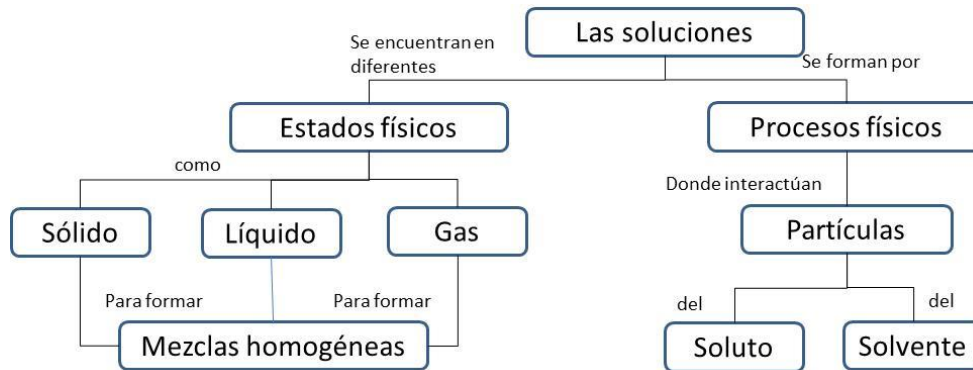 Las soluciones
Se encuentran en
diferentes
Se forman por
Estados físicos
Procesos físicos
como
Donde interactúan
Sólido
Líquido
Gas
Partículas
Para formar
Para formar
del
del
Mezclas homogéneas
Soluto
Solvente